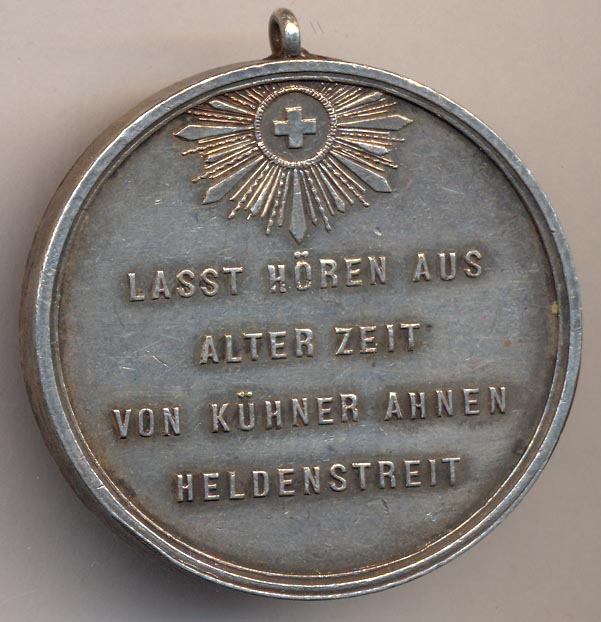 LASST HÖREN AUS
ALTER ZEIT
VON KÜHNER AHNEN
HELDENSTREIT